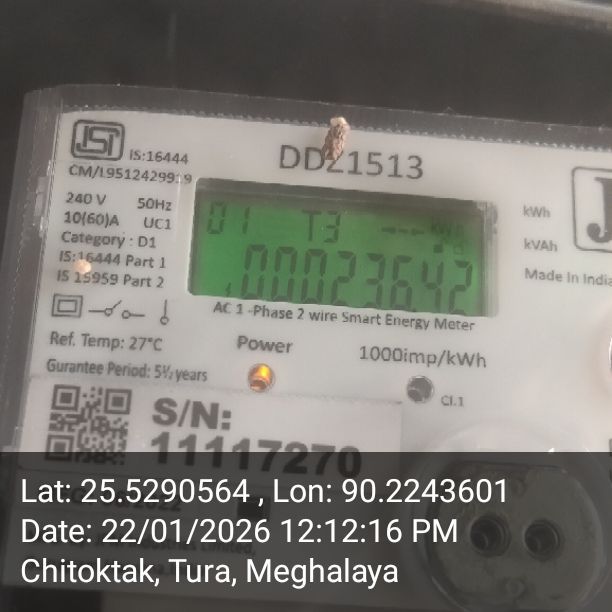 IS:16444
CM/L9512429919
DDZ1513
240 V 50Hz
10(60)A UC1
Category : D1
IS:16444 Part 1
IS 15959 Part 2
01 T3 kWh
000236.42
kWh
kVAh
Made In India
AC 1 -Phase 2 wire Smart Energy Meter
Ref. Temp: 27°C
Gurantee Period: 5½ years
Power
1000imp/kWh
Cl.1
S/N:
11117270
Lat: 25.5290564 , Lon: 90.2243601
Date: 22/01/2026 12:12:16 PM
Chitoktak, Tura, Meghalaya